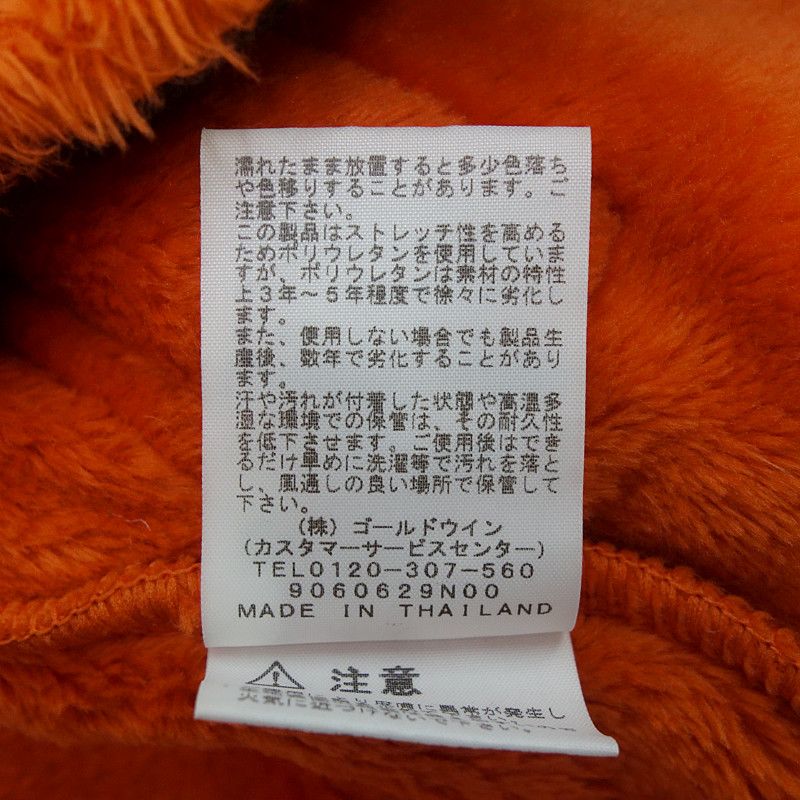 濡れたまま放置すると多少色落ち
や色移りすることがあります。ご
注意下さい。
この製品はストレッチ性を高める
ためポリウレタンを使用していま
すが、ポリウレタンは素材の特性
上3年～5年程度で徐々に劣化し
ます。
また、使用しない場合でも製品生
産後、数年で劣化することがあり
ます。
汗や汚れが付着した状態や高温多
湿な環境での保管は、その耐久性
を低下させます。ご使用後はでき
るだけ早めに洗濯等で汚れを落と
し、風通しの良い場所で保管して
下さい。
(株)ゴールドウイン
(カスタマーサービスセンター)
TEL0120-307-560
9060629N00
MADE IN THAILAND
⚠ 注意
が発生し